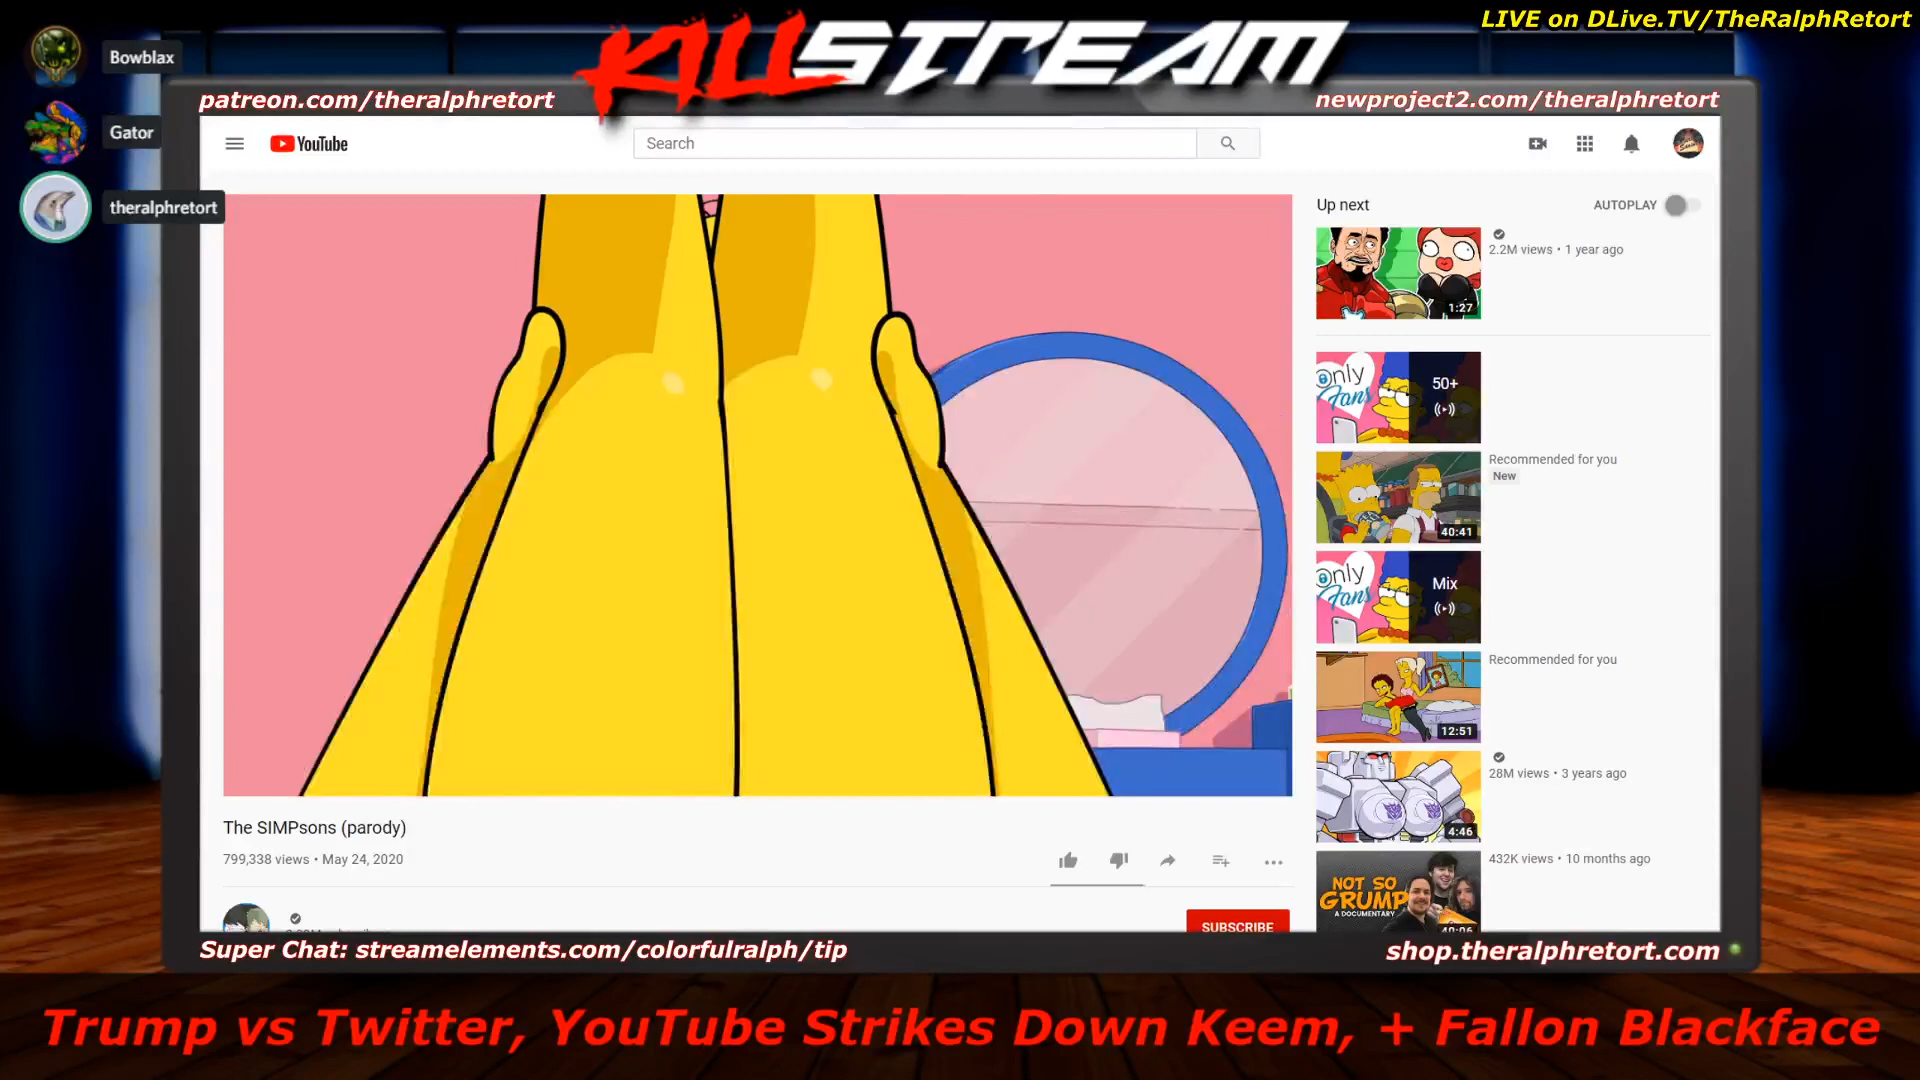 LIVE on DLive.TV/TheRalphRetort
KILLSTREAM
Bowblax
Gator
theralphretort
patreon.com/theralphretort
newproject2.com/theralphretort
YouTube
Search
Up next
AUTOPLAY
2.2M views • 1 year ago
1:27
Only
Fans
50+
Recommended for you
New
40:41
Only
Fans
Mix
Recommended for you
12:51
28M views • 3 years ago
4:46
432K views • 10 months ago
NOT SO
GRUMP
A DOCUMENTARY
The SIMPsons (parody)
799,338 views • May 24, 2020
SUBSCRIBE
Super Chat: streamelements.com/colorfulralph/tip
shop.theralphretort.com
Trump vs Twitter, YouTube Strikes Down Keem, + Fallon Blackface